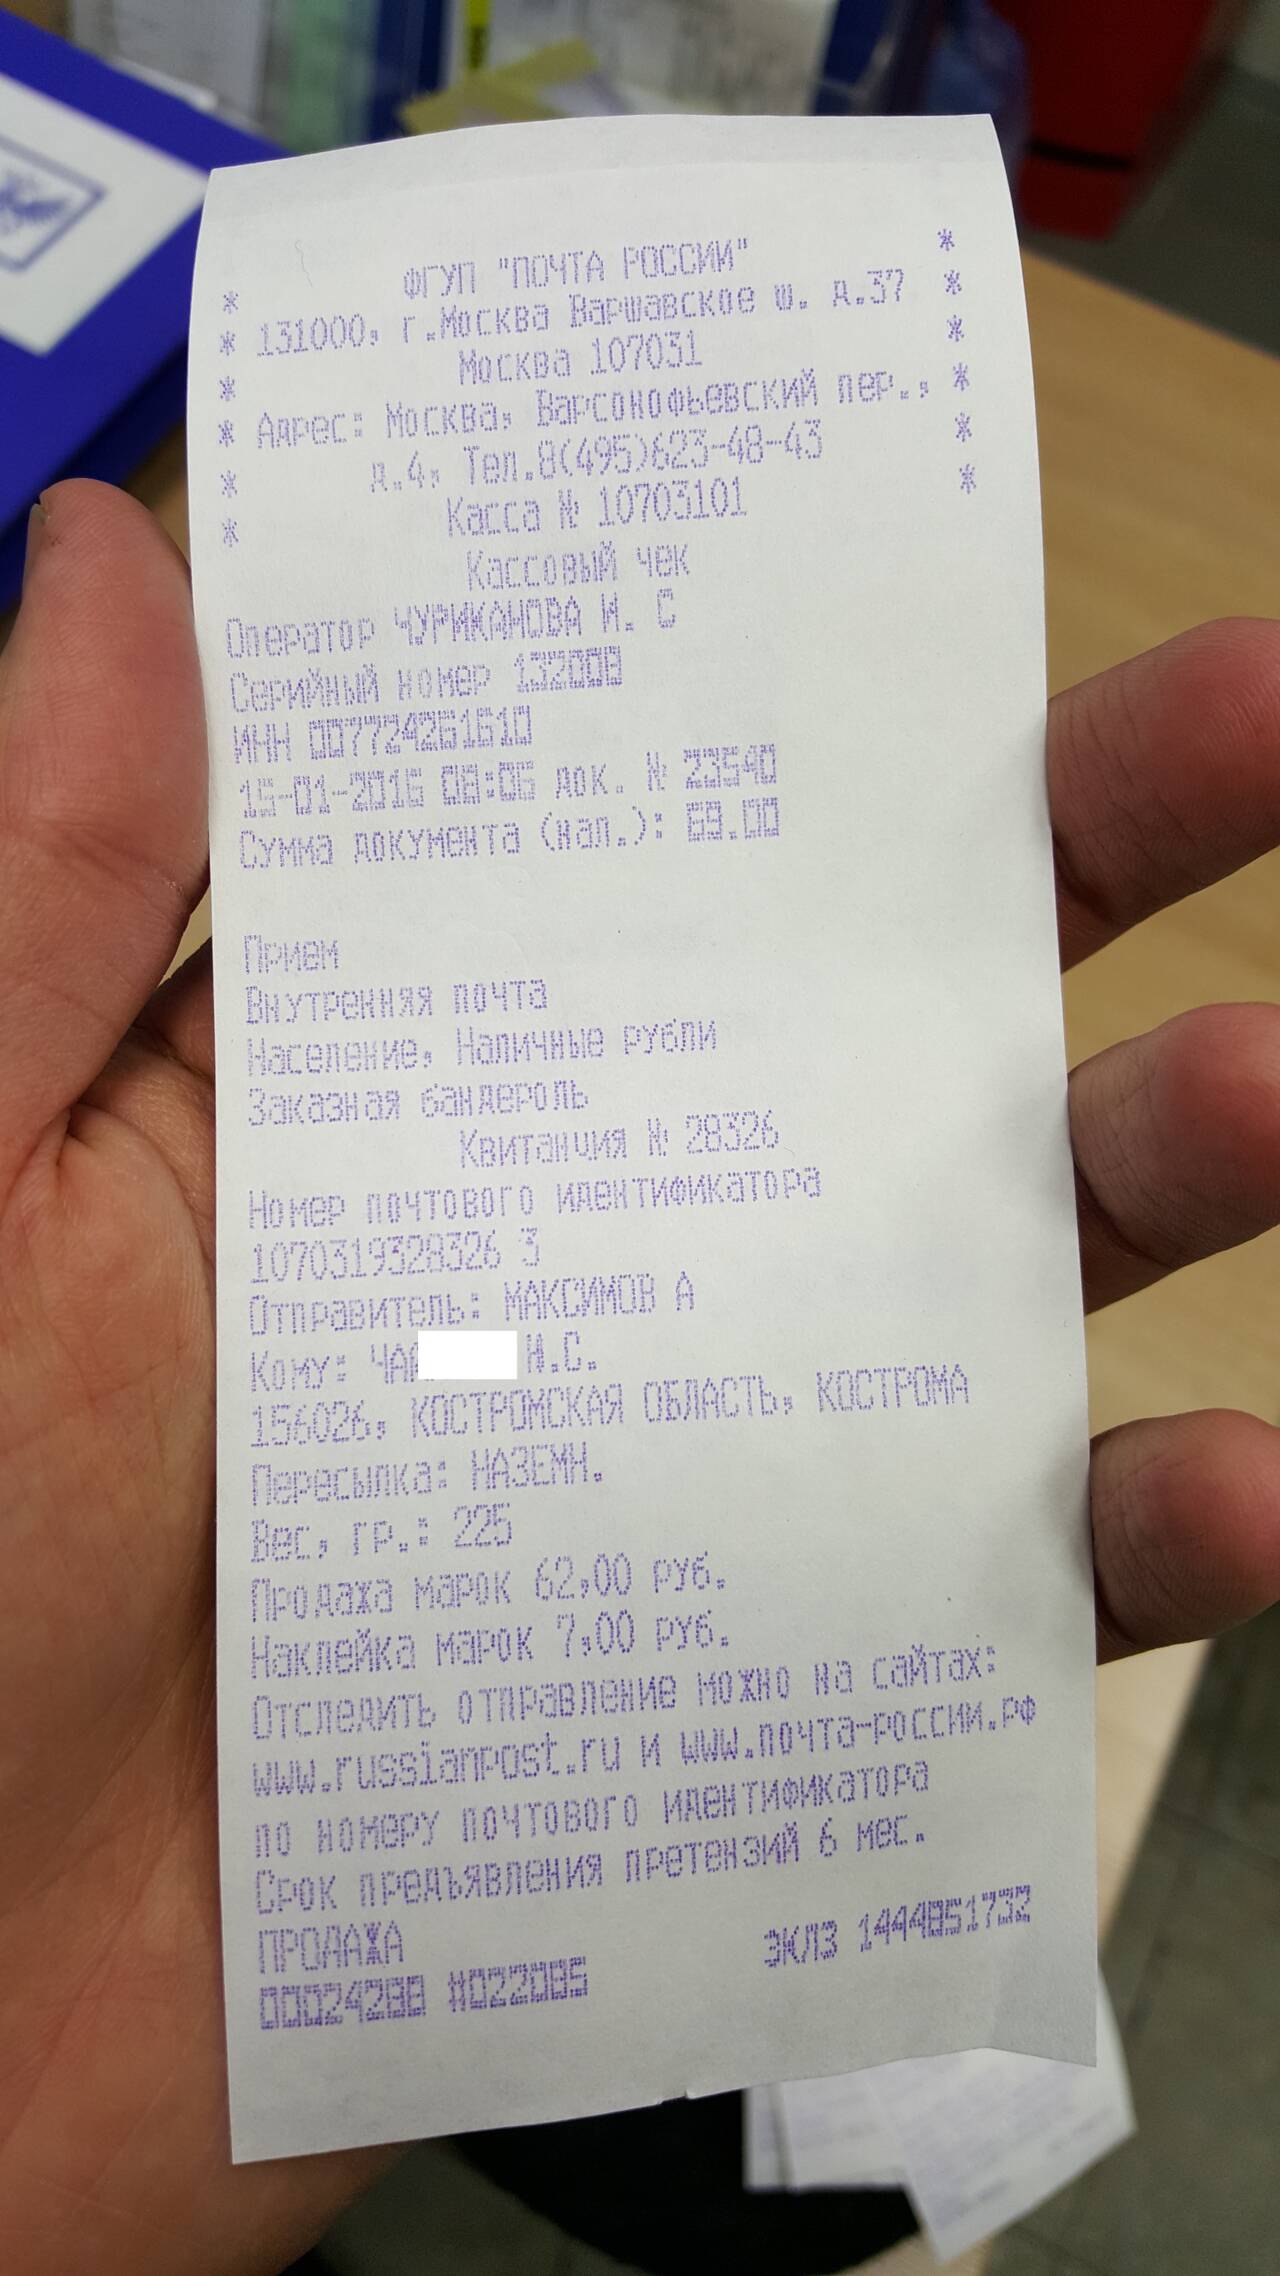 * ФГУП "ПОЧТА РОССИИ" *
* 131000, г.Москва Варшавское ш. д.37 *
* Москва 107031 *
* Адрес: Москва, Варсонофьевский пер., *
* д.4, Тел.8(495)623-48-43 *
* Касса № 10703101 *
Кассовый чек
Оператор ЧУРИКАНОВА И. С
Серийный номер 132008
ИНН 007724261610
15-01-2016 08:06 док. № 23540
Сумма документа (нал.): 69.00
Прием
Внутренняя почта
Население, Наличные рубли
Заказная бандероль
Квитанция № 28326
Номер почтового идентификатора
1070319328326 3
Отправитель: МАКСИМОВ А
Кому: Н.С.
156026, КОСТРОМСКАЯ ОБЛАСТЬ, КОСТРОМА
Пересылка: НАЗЕМН.
Вес, гр.: 225
Продажа марок 62,00 руб.
Наклейка марок 7,00 руб.
Отследить отправление можно на сайтах:
www.russianpost.ru и www.почта-россии.рф
по номеру почтового идентификатора
Срок предъявления претензий 6 мес.
ПРОДАЖА ЭКЛЗ 1444851732
00024288 #022085